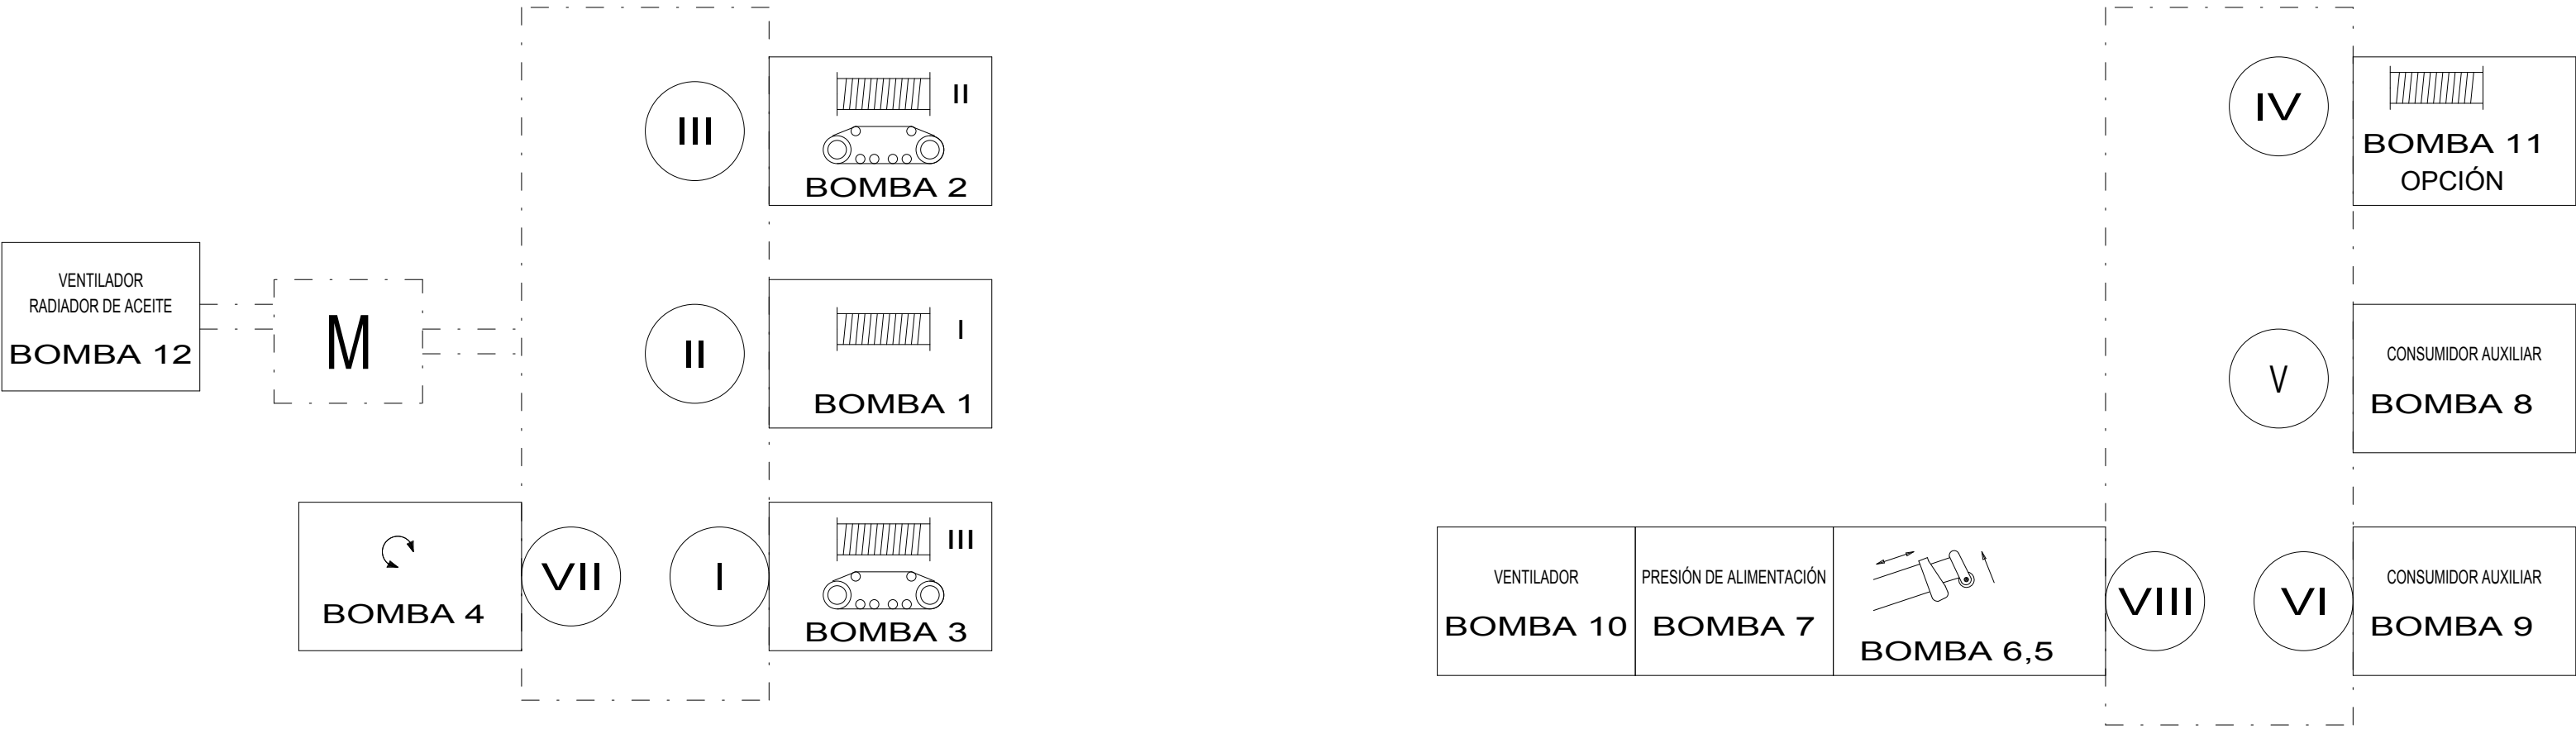 III
II
BOMBA 2
VENTILADOR
RADIADOR DE ACEITE
BOMBA 12
M
II
I
BOMBA 1
BOMBA 4
VII
I
III
BOMBA 3
IV
BOMBA 11
OPCIÓN
V
CONSUMIDOR AUXILIAR
BOMBA 8
VENTILADOR
BOMBA 10
PRESIÓN DE ALIMENTACIÓN
BOMBA 7
BOMBA 6,5
VIII
VI
CONSUMIDOR AUXILIAR
BOMBA 9